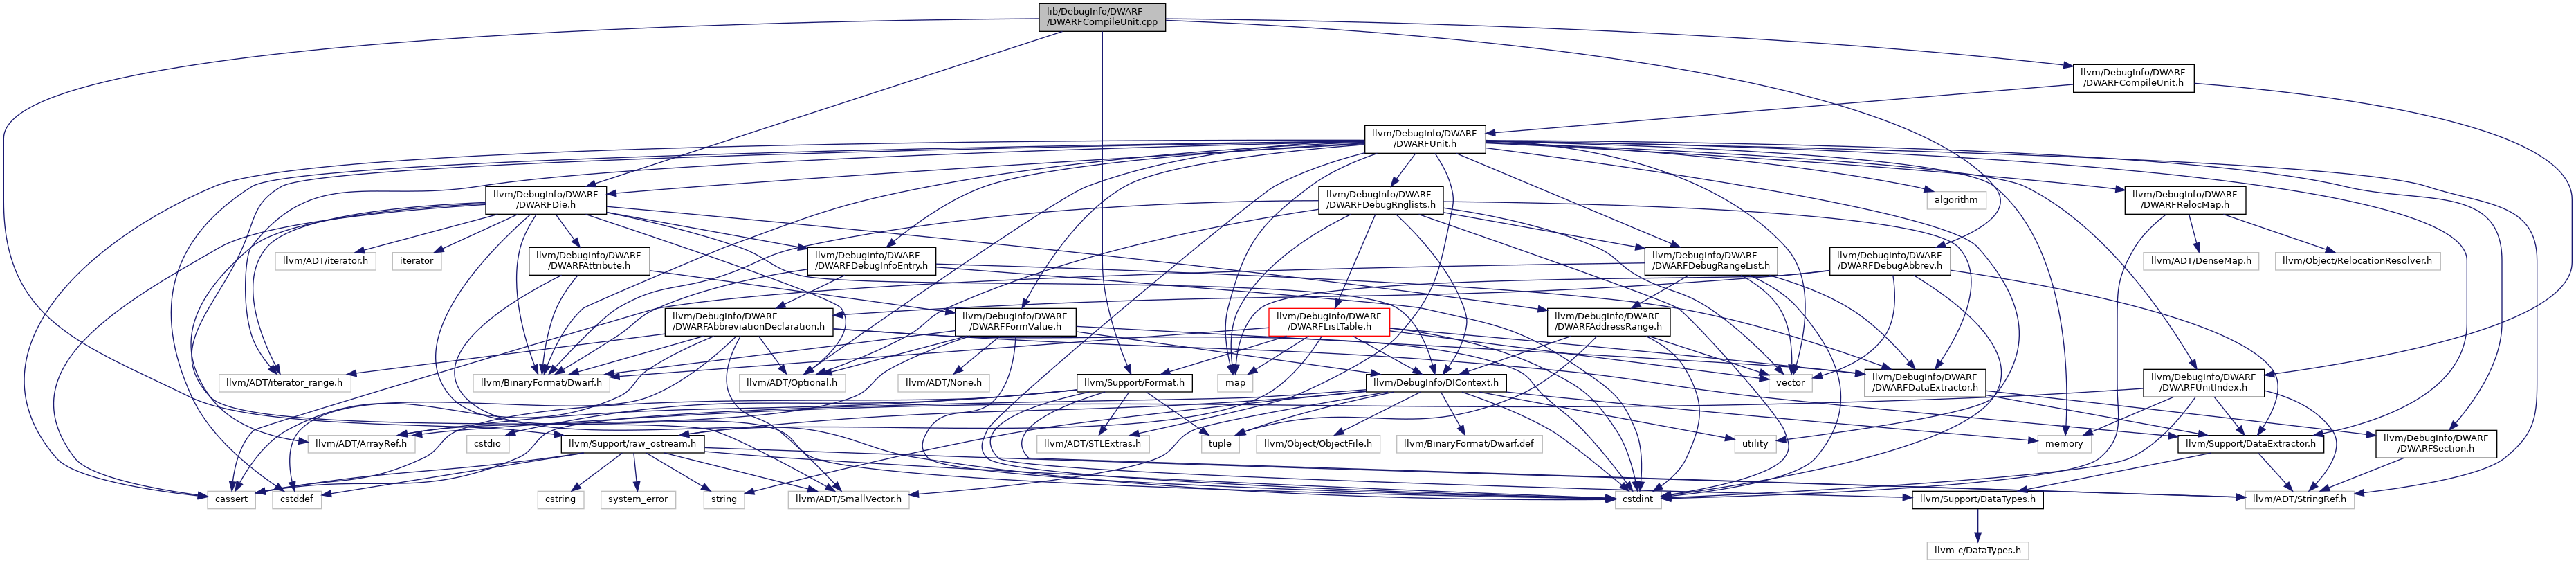 lib/DebugInfo/DWARF
/DWARFCompileUnit.cpp
llvm/DebugInfo/DWARF
/DWARFCompileUnit.h
llvm/DebugInfo/DWARF
/DWARFUnit.h
llvm/DebugInfo/DWARF
/DWARFDie.h
llvm/DebugInfo/DWARF
/DWARFDebugRnglists.h
algorithm
llvm/DebugInfo/DWARF
/DWARFRelocMap.h
llvm/ADT/iterator.h
iterator
llvm/DebugInfo/DWARF
/DWARFAttribute.h
llvm/DebugInfo/DWARF
/DWARFDebugInfoEntry.h
llvm/DebugInfo/DWARF
/DWARFDebugRangeList.h
llvm/DebugInfo/DWARF
/DWARFDebugAbbrev.h
llvm/ADT/DenseMap.h
llvm/Object/RelocationResolver.h
llvm/DebugInfo/DWARF
/DWARFAbbreviationDeclaration.h
llvm/DebugInfo/DWARF
/DWARFFormValue.h
llvm/DebugInfo/DWARF
/DWARFListTable.h
llvm/DebugInfo/DWARF
/DWARFAddressRange.h
llvm/ADT/iterator_range.h
llvm/BinaryFormat/Dwarf.h
llvm/ADT/Optional.h
llvm/ADT/None.h
llvm/Support/Format.h
map
llvm/DebugInfo/DIContext.h
vector
llvm/DebugInfo/DWARF
/DWARFDataExtractor.h
llvm/DebugInfo/DWARF
/DWARFUnitIndex.h
llvm/ADT/ArrayRef.h
cstdio
llvm/Support/raw_ostream.h
llvm/ADT/STLExtras.h
tuple
llvm/Object/ObjectFile.h
llvm/BinaryFormat/Dwarf.def
utility
memory
llvm/Support/DataExtractor.h
llvm/DebugInfo/DWARF
/DWARFSection.h
cassert
cstddef
cstring
system_error
string
llvm/ADT/SmallVector.h
cstdint
llvm/Support/DataTypes.h
llvm/ADT/StringRef.h
llvm-c/DataTypes.h